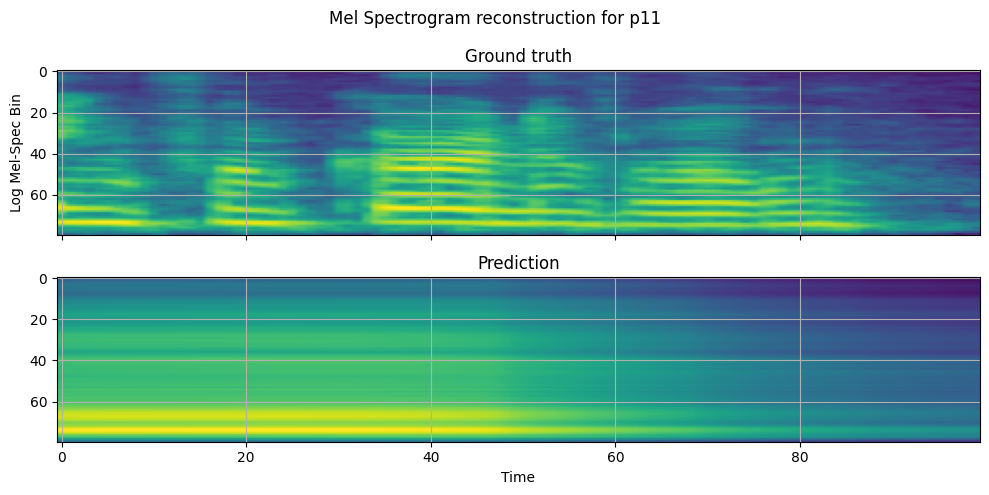 Mel Spectrogram reconstruction for p11
Ground truth
0
20
40
60
Log Mel-Spec Bin
Prediction
0
20
40
60
0 20 40 60 80
Time